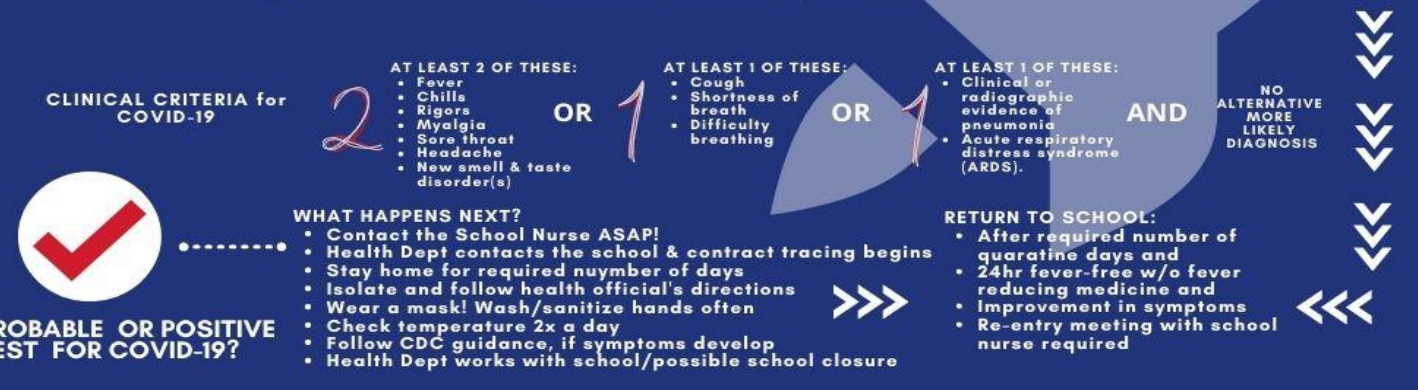 CLINICAL CRITERIA for
COVID-19
2
AT LEAST 2 OF THESE:
• Fever
• Chills
• Rigors
• Myalgia
• Sore throat
• Headache
• New smell & taste
disorder(s)
OR
1
AT LEAST 1 OF THESE:
• Cough
• Shortness of
breath
• Difficulty
breathing
OR
1
AT LEAST 1 OF THESE:
• Clinical or
radiographic
evidence of
pneumonia
• Acute respiratory
distress syndrome
(ARDS).
AND
NO
ALTERNATIVE
MORE
LIKELY
DIAGNOSIS
ROBABLE OR POSITIVE
EST FOR COVID-19?
WHAT HAPPENS NEXT?
• Contact the School Nurse ASAP!
• Health Dept contacts the school & contract tracing begins
• Stay home for required nuymber of days
• Isolate and follow health official's directions
• Wear a mask! Wash/sanitize hands often
• Check temperature 2x a day
• Follow CDC guidance, if symptoms develop
• Health Dept works with school/possible school closure
RETURN TO SCHOOL:
• After required number of
quaratine days and
• 24hr fever-free w/o fever
reducing medicine and
• Improvement in symptoms
• Re-entry meeting with school
nurse required